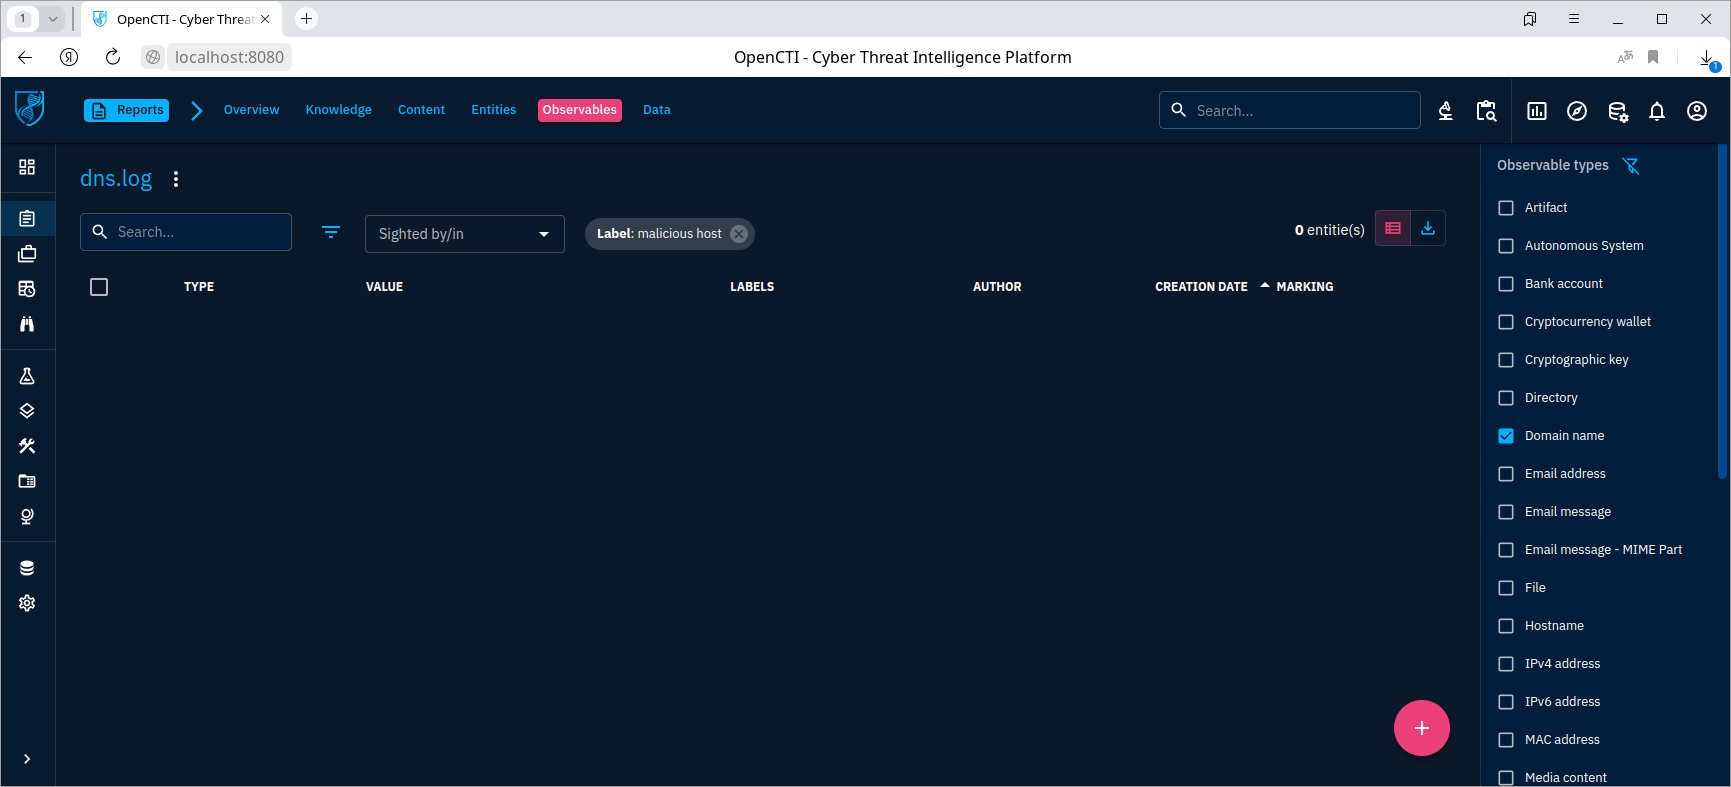 1
OpenCTI - Cyber Threat
localhost:8080
OpenCTI - Cyber Threat Intelligence Platform
1
Reports
Overview
Knowledge
Content
Entities
Observables
Data
Search...
dns.log
Search...
Sighted by/in
Label: malicious host
0 entitie(s)
TYPE
VALUE
LABELS
AUTHOR
CREATION DATE
MARKING
Observable types
Artifact
Autonomous System
Bank account
Cryptocurrency wallet
Cryptographic key
Directory
Domain name
Email address
Email message
Email message - MIME Part
File
Hostname
IPv4 address
IPv6 address
MAC address
Media content